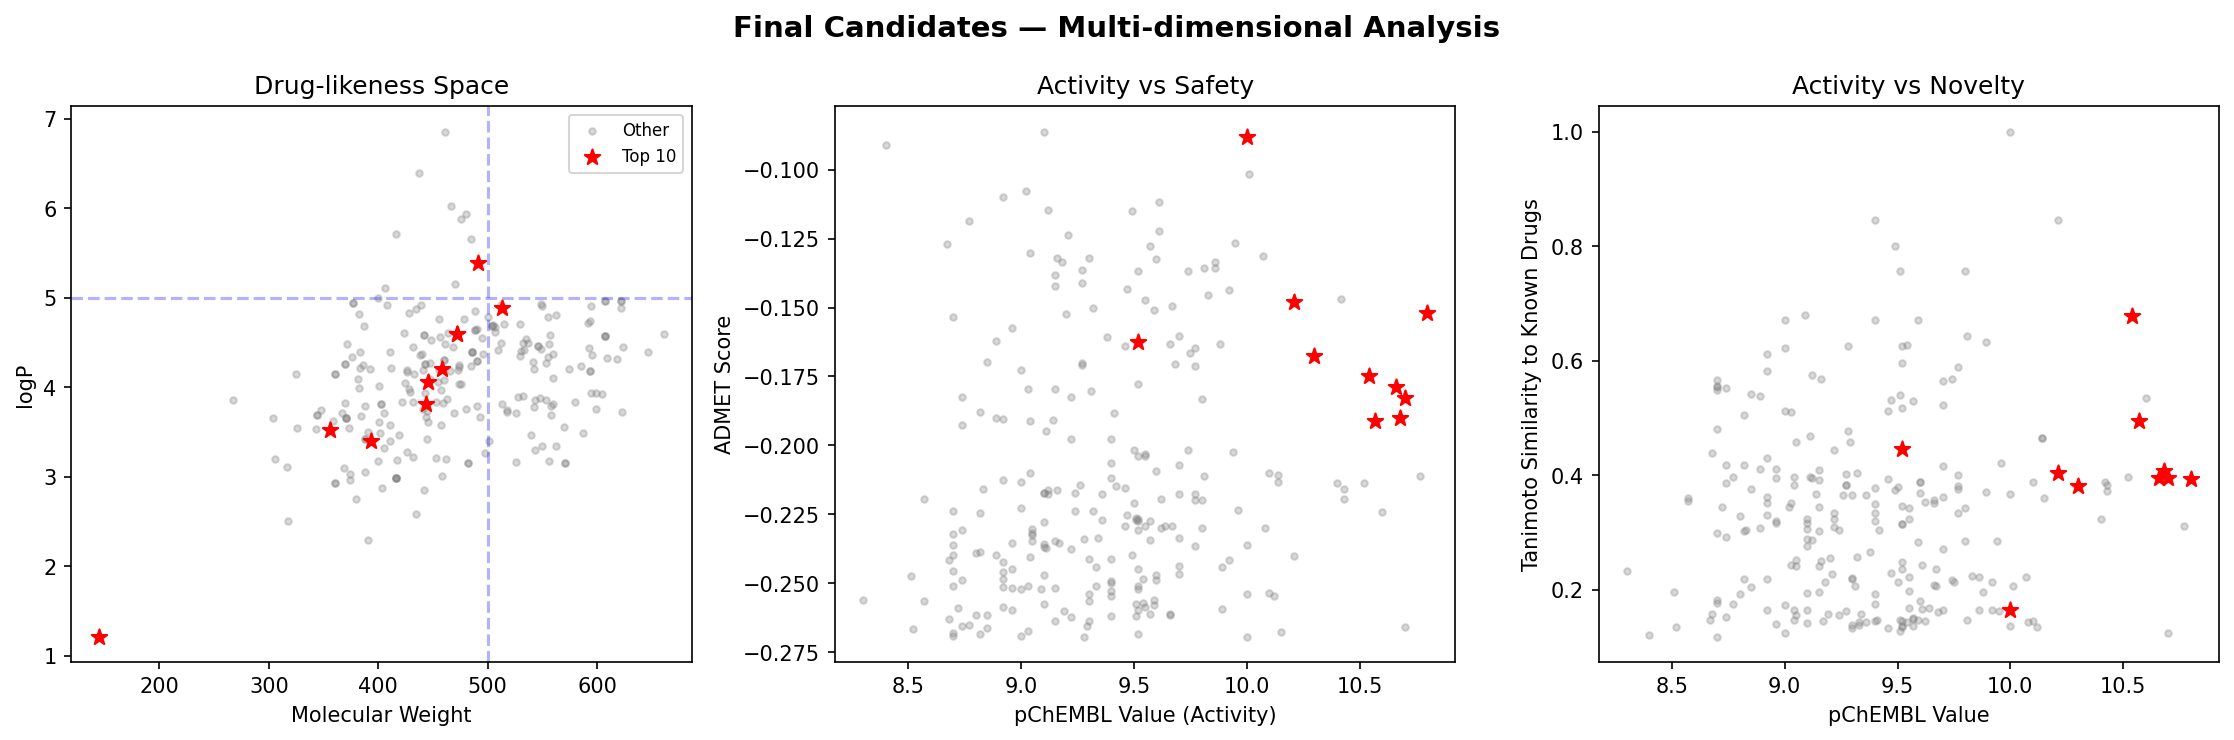 Final Candidates — Multi-dimensional Analysis
Drug-likeness Space
7
6
5
4
3
2
1
logP
200
300
400
500
600
Molecular Weight
Other
Top 10
Activity vs Safety
−0.100
−0.125
−0.150
−0.175
−0.200
−0.225
−0.250
−0.275
ADMET Score
8.5
9.0
9.5
10.0
10.5
pChEMBL Value (Activity)
Activity vs Novelty
1.0
0.8
0.6
0.4
0.2
Tanimoto Similarity to Known Drugs
8.5
9.0
9.5
10.0
10.5
pChEMBL Value